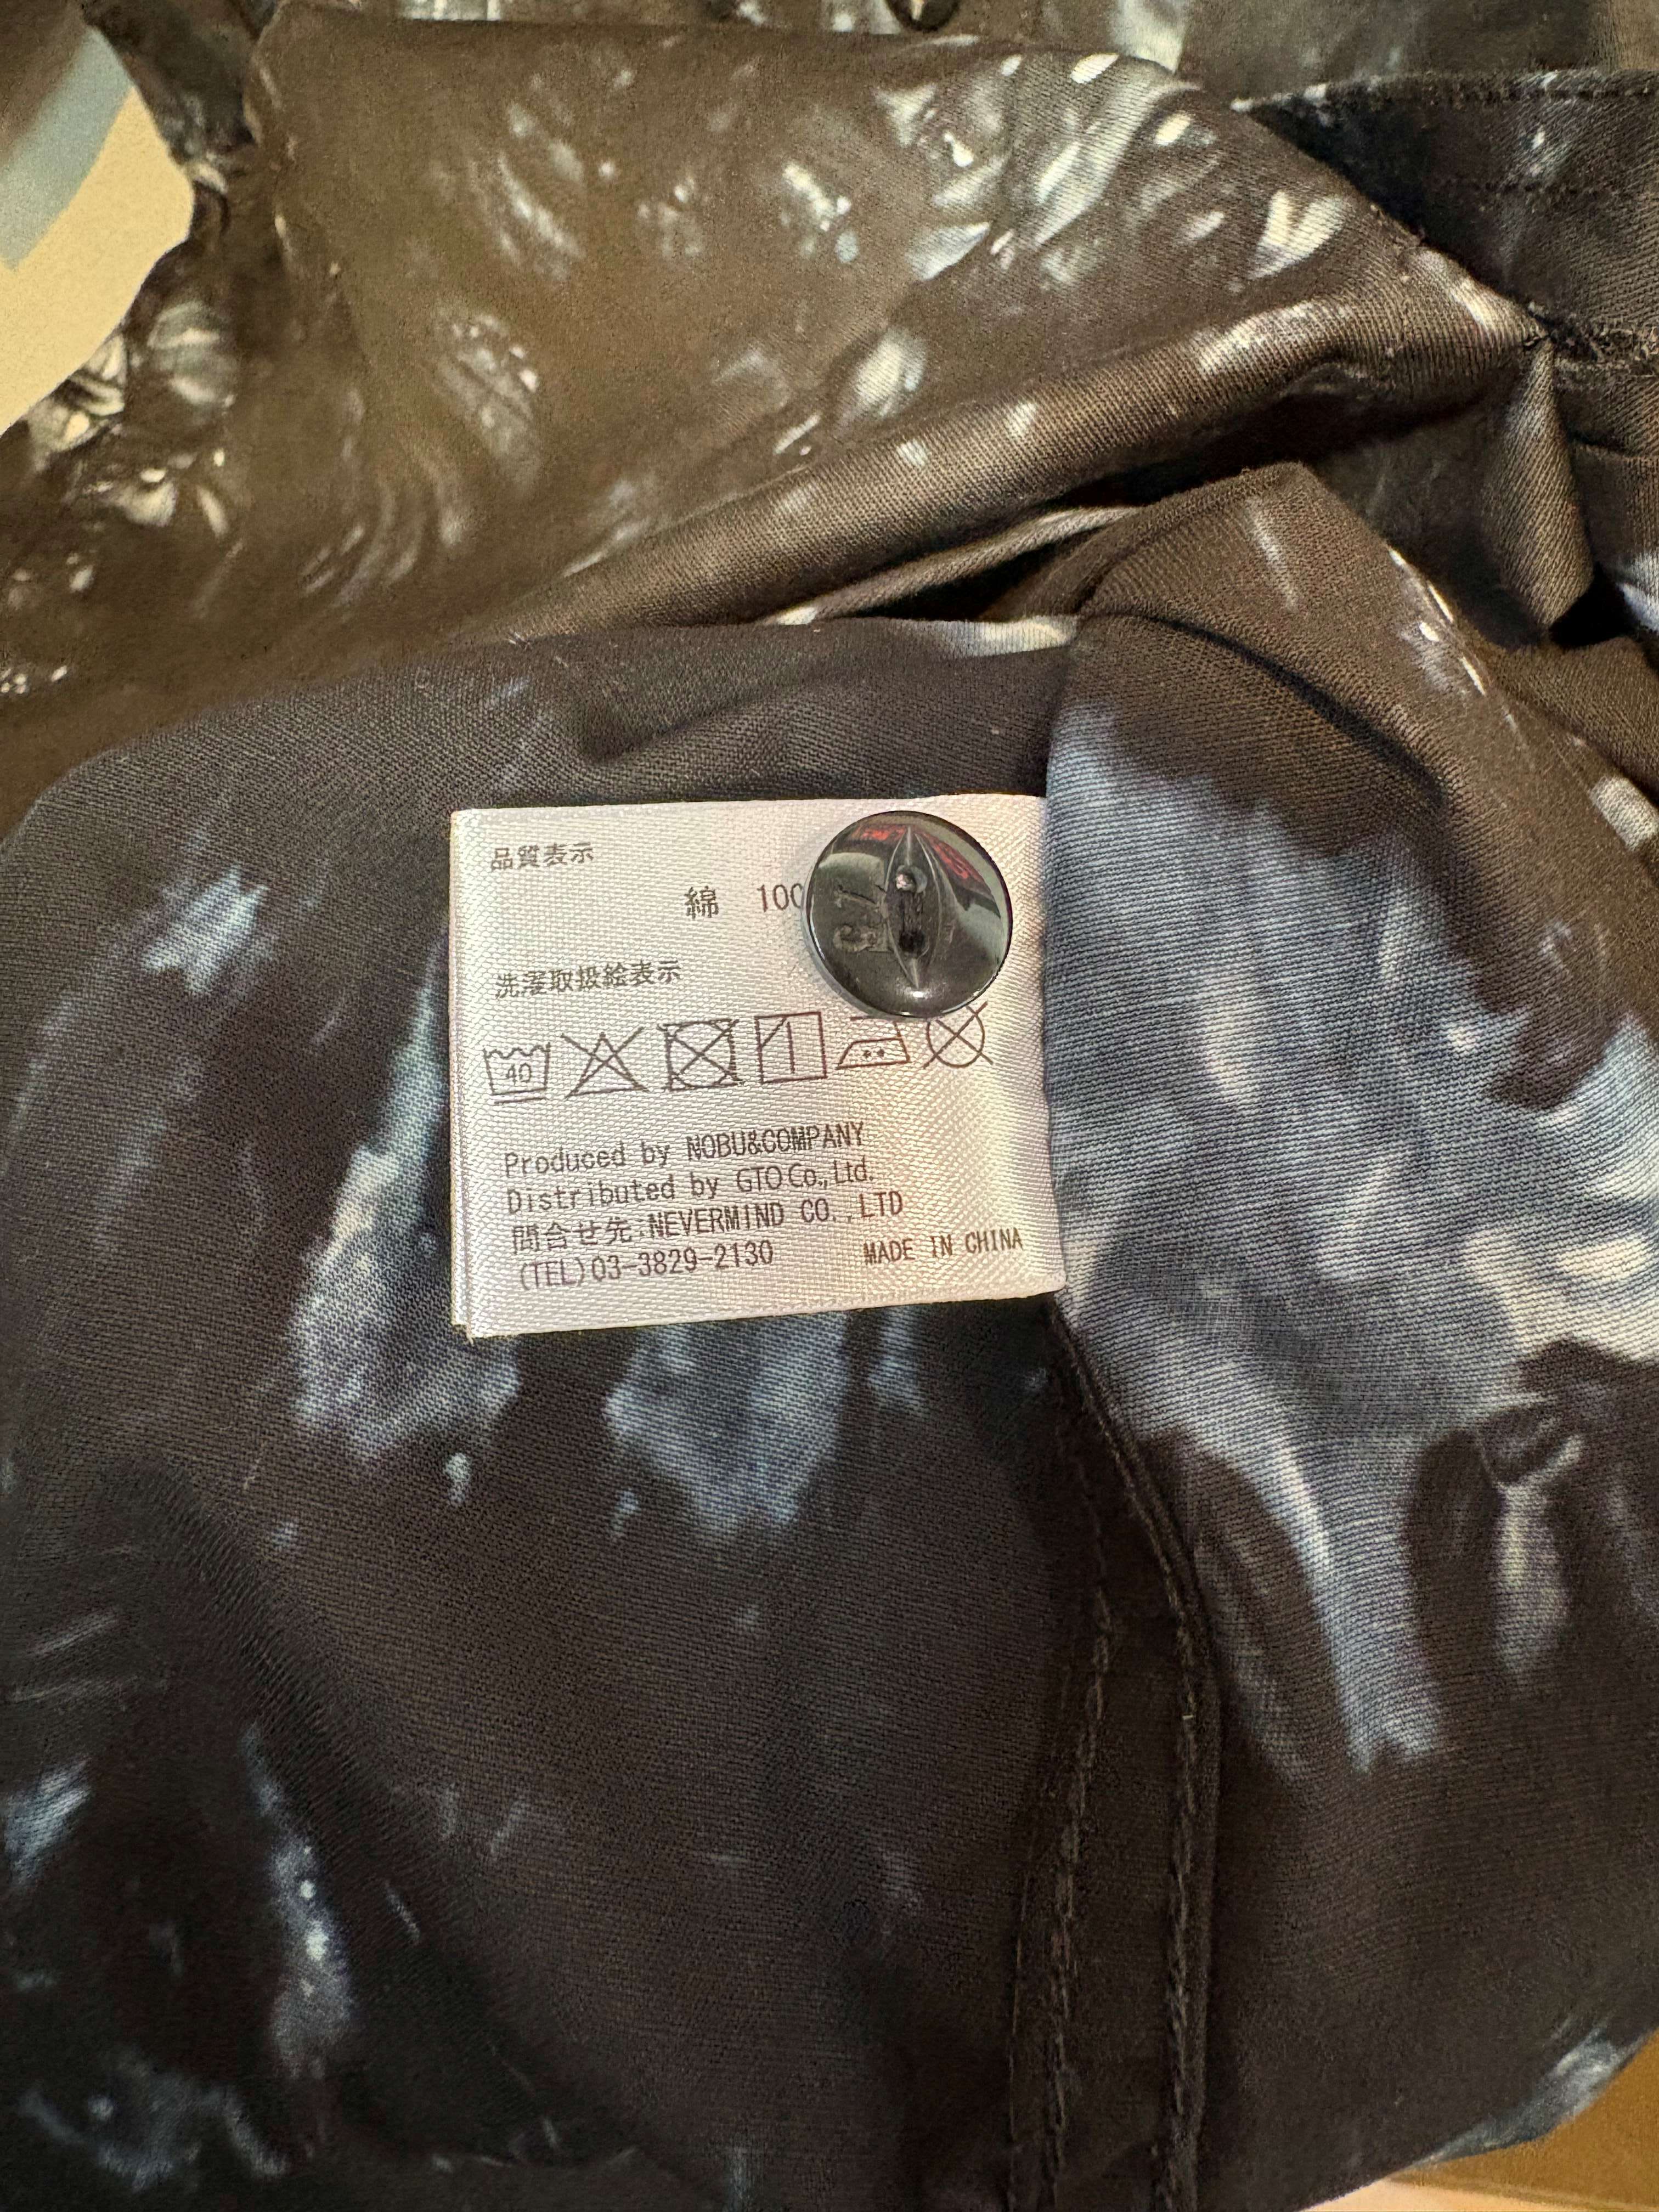 品質表示
綿 100
洗濯取扱絵表示
40
Produced by NOBU&COMPANY
Distributed by GTO Co., Ltd.
問合せ先:NEVERMIND CO.,LTD
(TEL)03-3829-2130 MADE IN CHINA